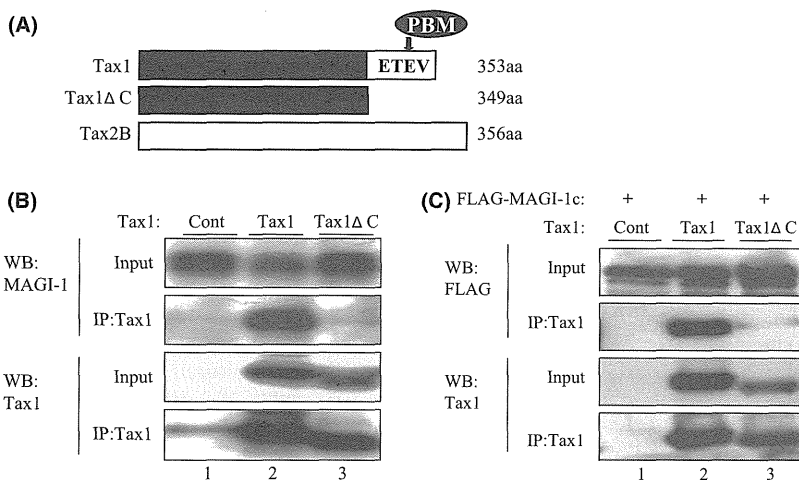 (A)
PBM
Tax1 ETEV 353aa
Tax1Δ C 349aa
Tax2B 356aa
(B)
Tax1: Cont Tax1 Tax1Δ C
WB: MAGI-1
Input
IP:Tax1
WB: Tax1
Input
IP:Tax1
1 2 3
(C) FLAG-MAGI-1c: + + +
Tax1: Cont Tax1 Tax1Δ C
WB: FLAG
Input
IP:Tax1
WB: Tax1
Input
IP:Tax1
1 2 3